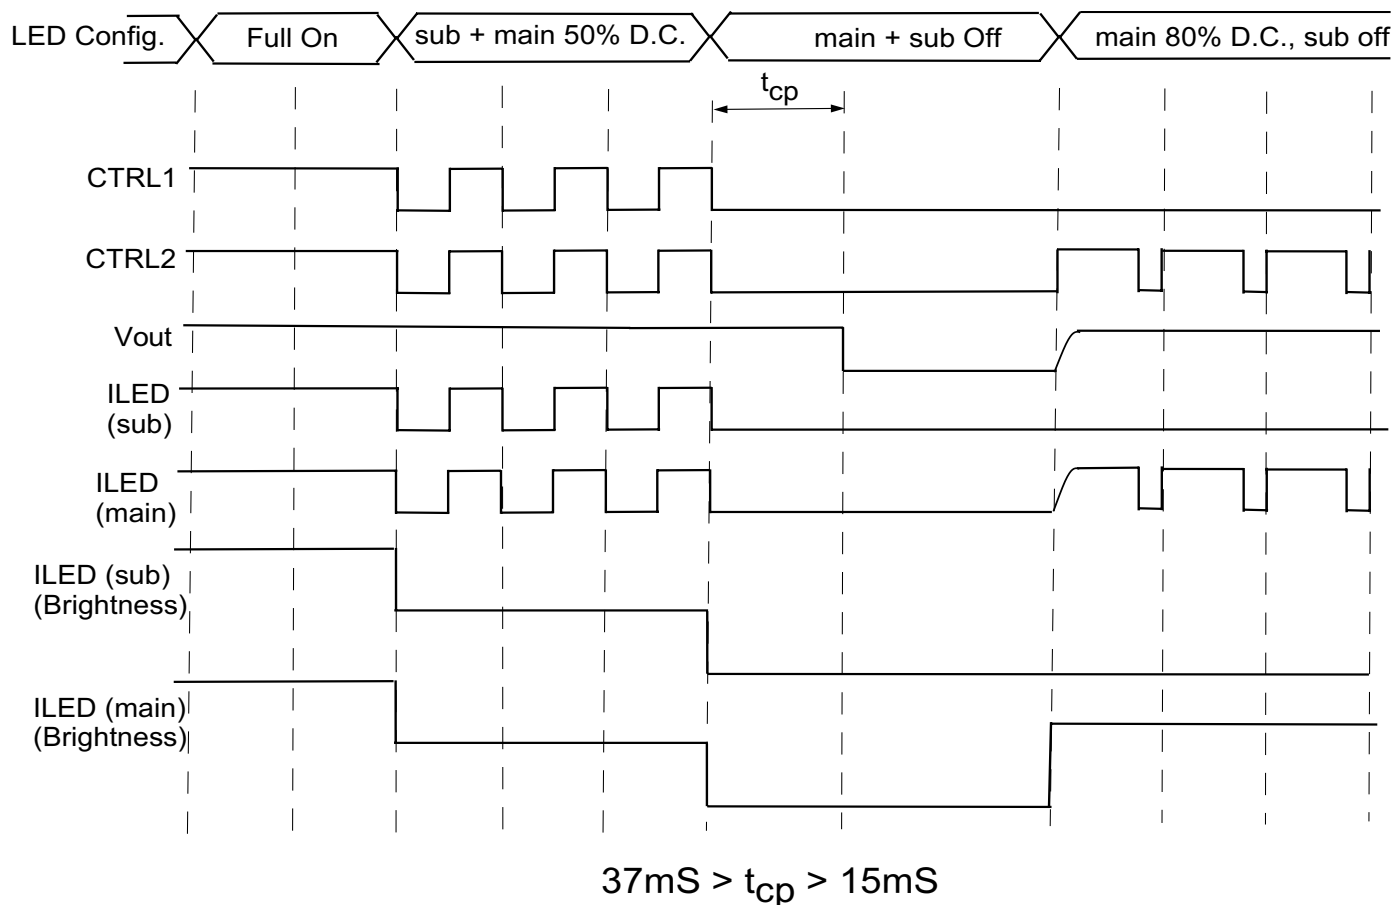 LED Config.
Full On
sub + main 50% D.C.
main + sub Off
main 80% D.C., sub off
tcp
CTRL1
CTRL2
Vout
ILED
(sub)
ILED
(main)
ILED (sub)
(Brightness)
ILED (main)
(Brightness)
37mS > tcp > 15mS